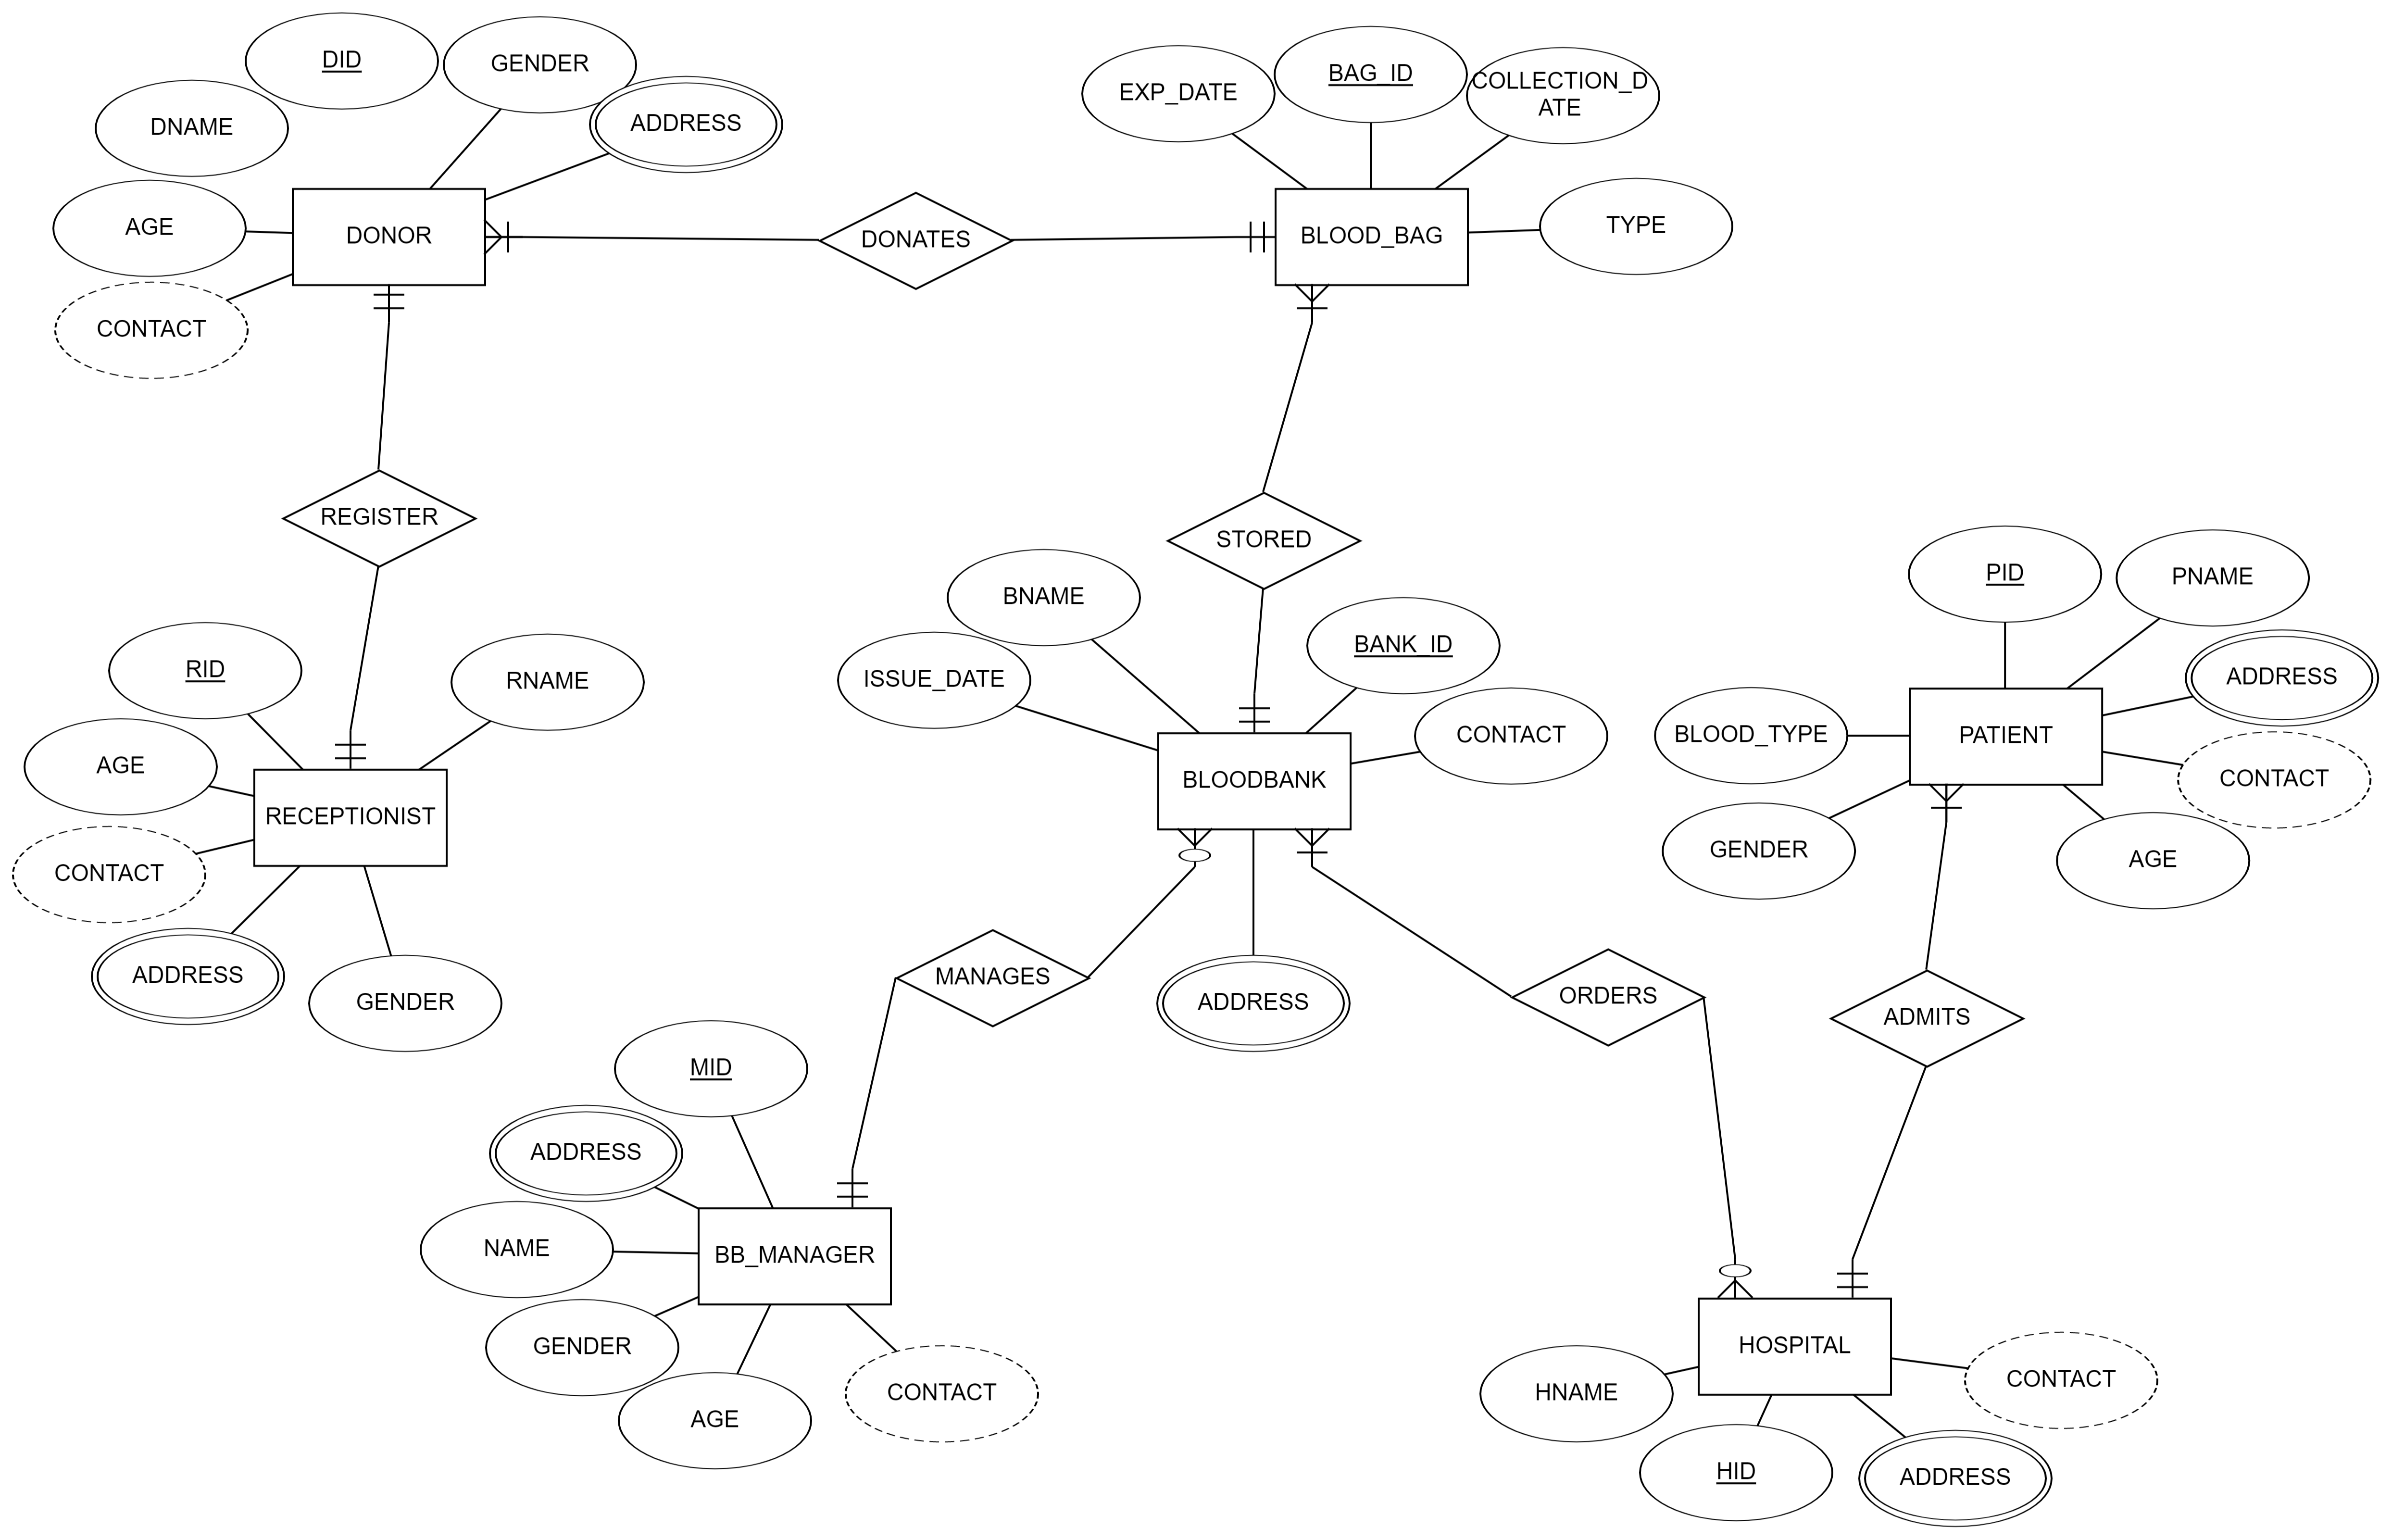 DID
GENDER
DNAME
ADDRESS
AGE
DONOR
CONTACT
DONATES
EXP_DATE
BAG_ID
COLLECTION_D
ATE
BLOOD_BAG
TYPE
REGISTER
STORED
RID
RNAME
AGE
RECEPTIONIST
CONTACT
ADDRESS
GENDER
BNAME
ISSUE_DATE
BANK_ID
CONTACT
BLOODBANK
ADDRESS
PID
PNAME
ADDRESS
BLOOD_TYPE
PATIENT
CONTACT
GENDER
AGE
MANAGES
ORDERS
ADMITS
MID
ADDRESS
NAME
BB_MANAGER
GENDER
AGE
CONTACT
HOSPITAL
HNAME
CONTACT
HID
ADDRESS